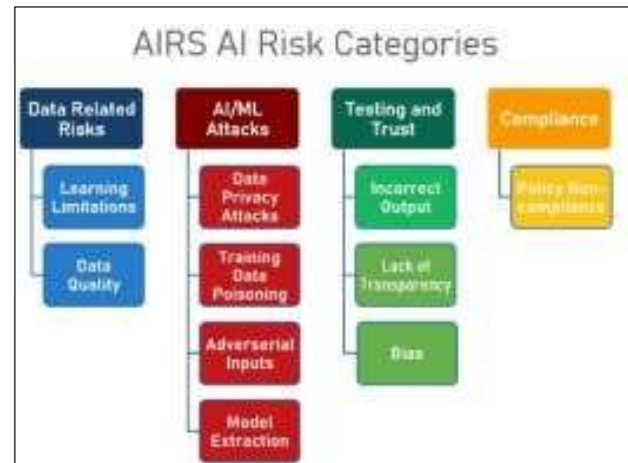 AIRS AI Risk Categories
Data Related
Risks
Learning
Limitations
Data
Quality
AI/ML
Attacks
Data
Privacy
Attacks
Training
Data
Poisoning
Adverserial
Inputs
Model
Extraction
Testing and
Trust
Incorrect
Output
Lack of
Transparency
Bias
Compliance
Policy Non-
compliance